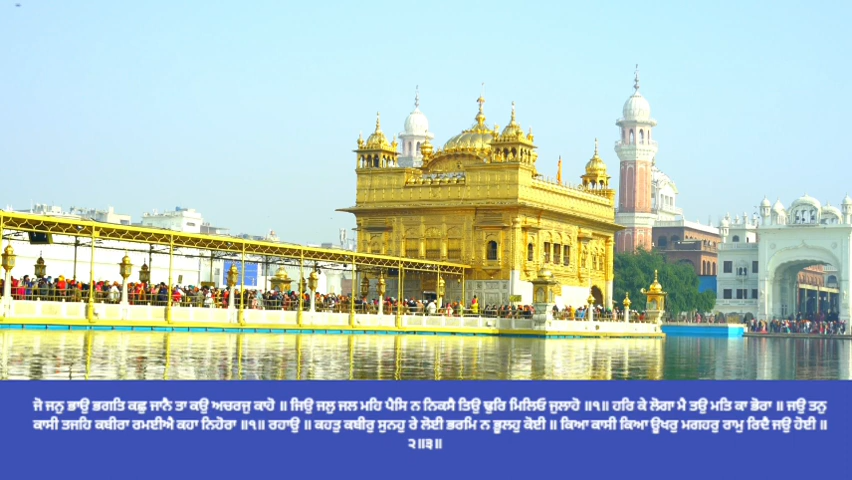 ਜੋ ਜਨੁ ਭਾਉ ਭਗਤਿ ਕਛੁ ਜਾਨੈ ਤਾ ਕਉ ਅਚਰਜੁ ਕਾਹੋ ॥ ਜਿਉ ਜਲੁ ਜਲ ਮਹਿ ਪੈਸਿ ਨ ਨਿਕਸੈ ਤਿਉ ਢੁਰਿ ਮਿਲਿਓ ਜੁਲਾਹੋ ॥੧॥ ਹਰਿ ਕੇ ਲੋਗਾ ਮੈ ਤਉ ਮਤਿ ਕਾ ਭੋਰਾ ॥ ਜਉ ਤਨੁ
ਕਾਸੀ ਤਜਹਿ ਕਬੀਰਾ ਰਮਈਐ ਕਹਾ ਨਿਹੋਰਾ ॥੧॥ ਰਹਾਉ ॥ ਕਹਤੁ ਕਬੀਰੁ ਸੁਨਹੁ ਰੇ ਲੋਈ ਭਰਮਿ ਨ ਭੂਲਹੁ ਕੋਈ ॥ ਕਿਆ ਕਾਸੀ ਕਿਆ ਊਖਰੁ ਮਗਹਰੁ ਰਾਮੁ ਰਿਦੈ ਜਉ ਹੋਈ ॥
੨॥੩॥